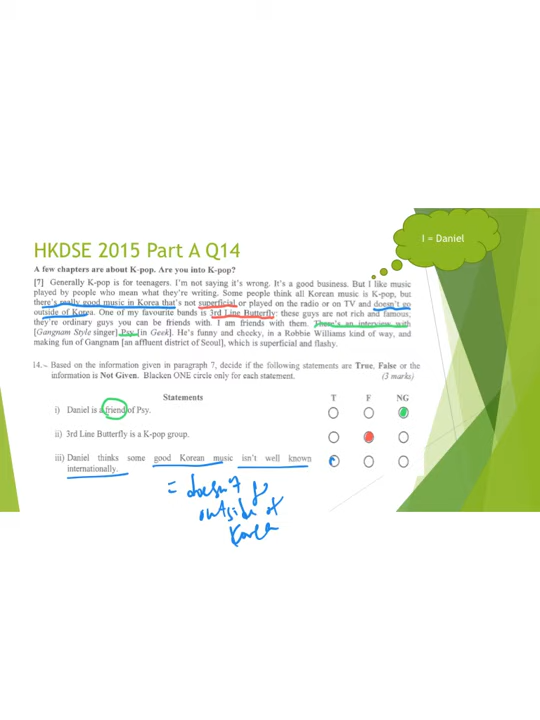 I = Daniel
HKDSE 2015 Part A Q14
A few chapters are about K-pop. Are you into K-pop?
[7] Generally K-pop is for teenagers. I'm not saying it's wrong. It's a good business. But I like music
played by people who mean what they're writing. Some people think all Korean music is K-pop, but
there's really good music in Korea that's not superficial or played on the radio or on TV and doesn't go
outside of Korea. One of my favourite bands is 3rd Line Butterfly: these guys are not rich and famous;
they're ordinary guys you can be friends with. I am friends with them. There's an interview with
[Gangnam Style singer] Psy [in Geek]. He's funny and cheeky, in a Robbie Williams kind of way, and
making fun of Gangnam [an affluent district of Seoul], which is superficial and flashy.
14. Based on the information given in paragraph 7, decide if the following statements are True, False or the
information is Not Given. Blacken ONE circle only for each statement. (3 marks)
Statements T F NG
i) Daniel is a friend of Psy.
ii) 3rd Line Butterfly is a K-pop group.
iii) Daniel thinks some good Korean music isn't well known
internationally.
= doesn't go
outside of
Korea